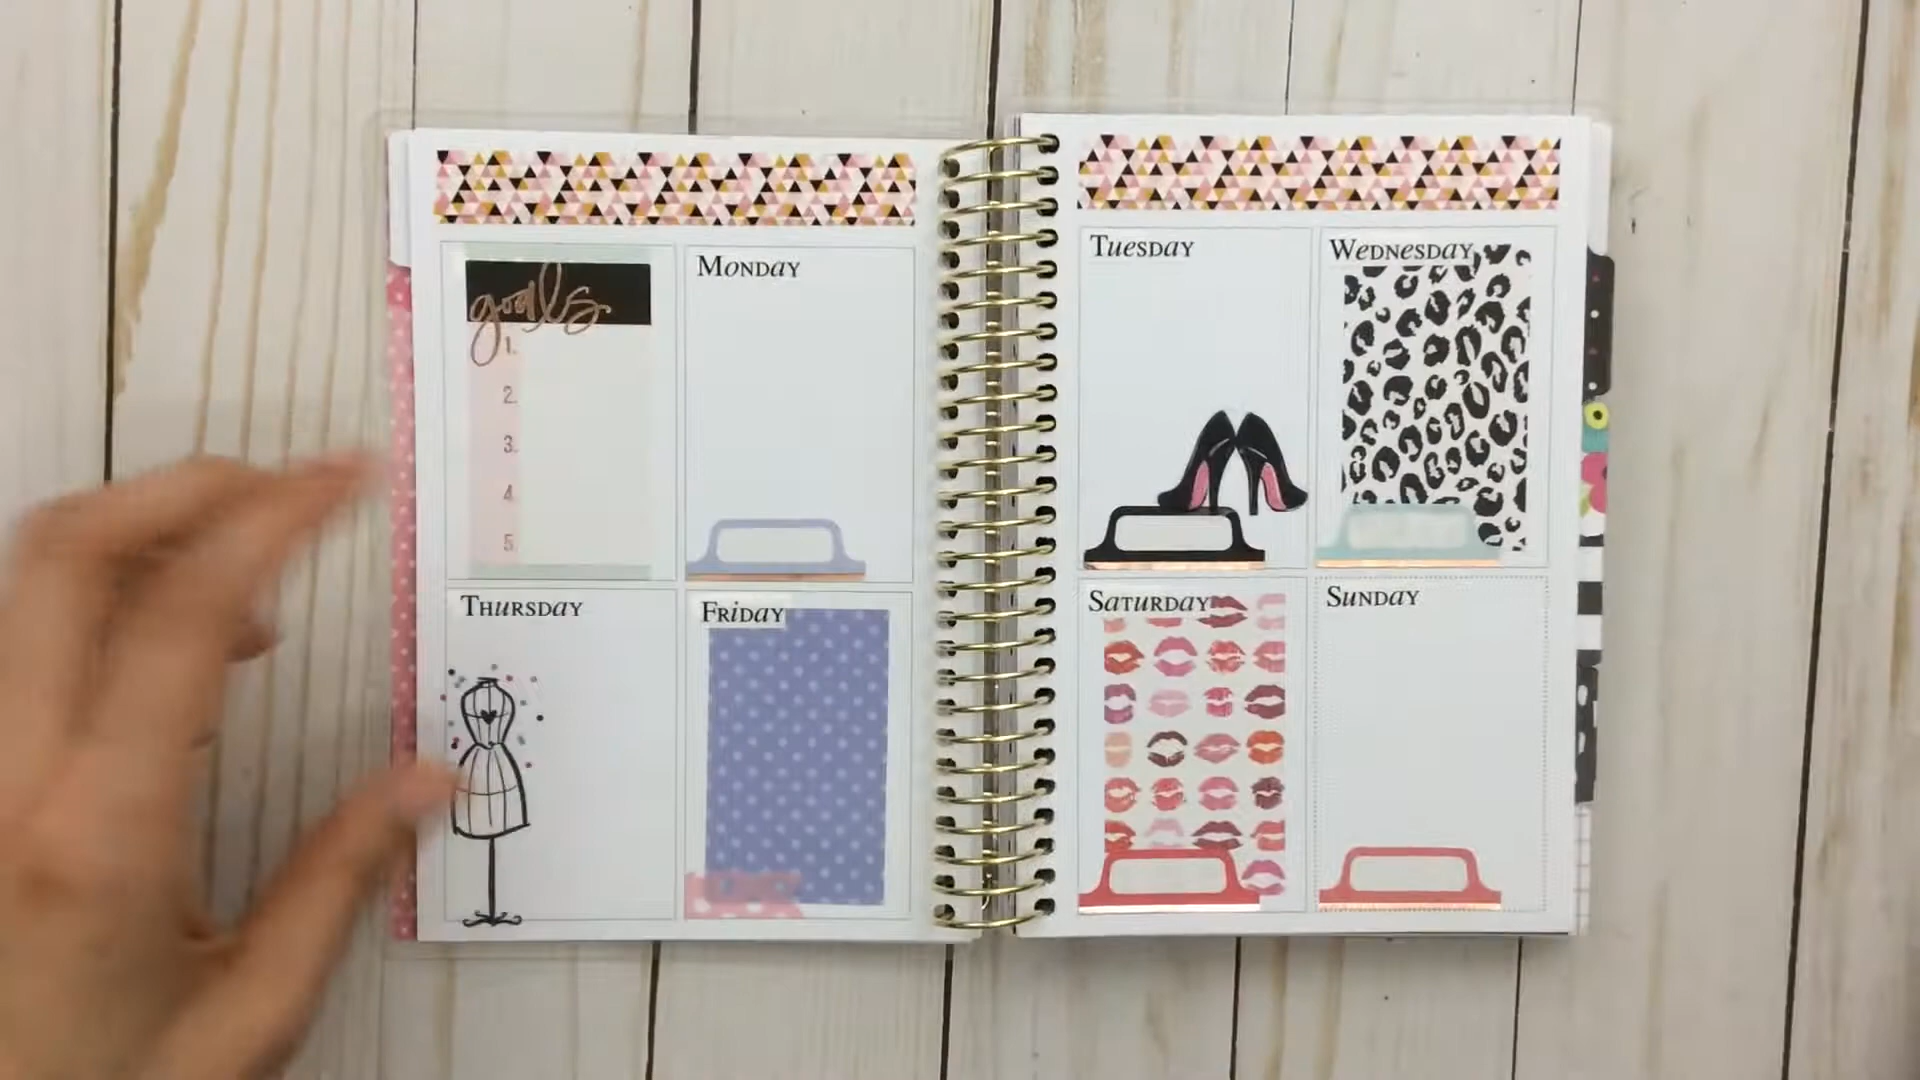 goals
1.
2.
3.
4.
5.
Monday
Thursday
Friday
Tuesday
Wednesday
Saturday
Sunday